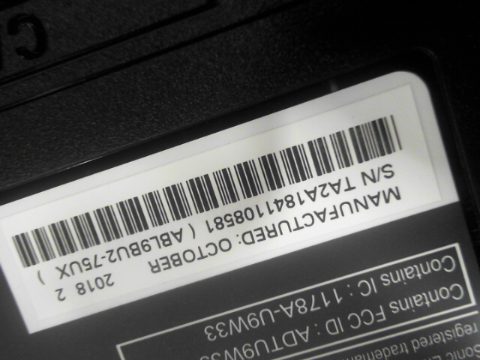 Contains FCC ID : ADTU9W33
Contains IC : 1178A-U9W33
MANUFACTURED: OCTOBER 2018 2
S/N TA2A1841108581 ( ABL9BU2-75UX )